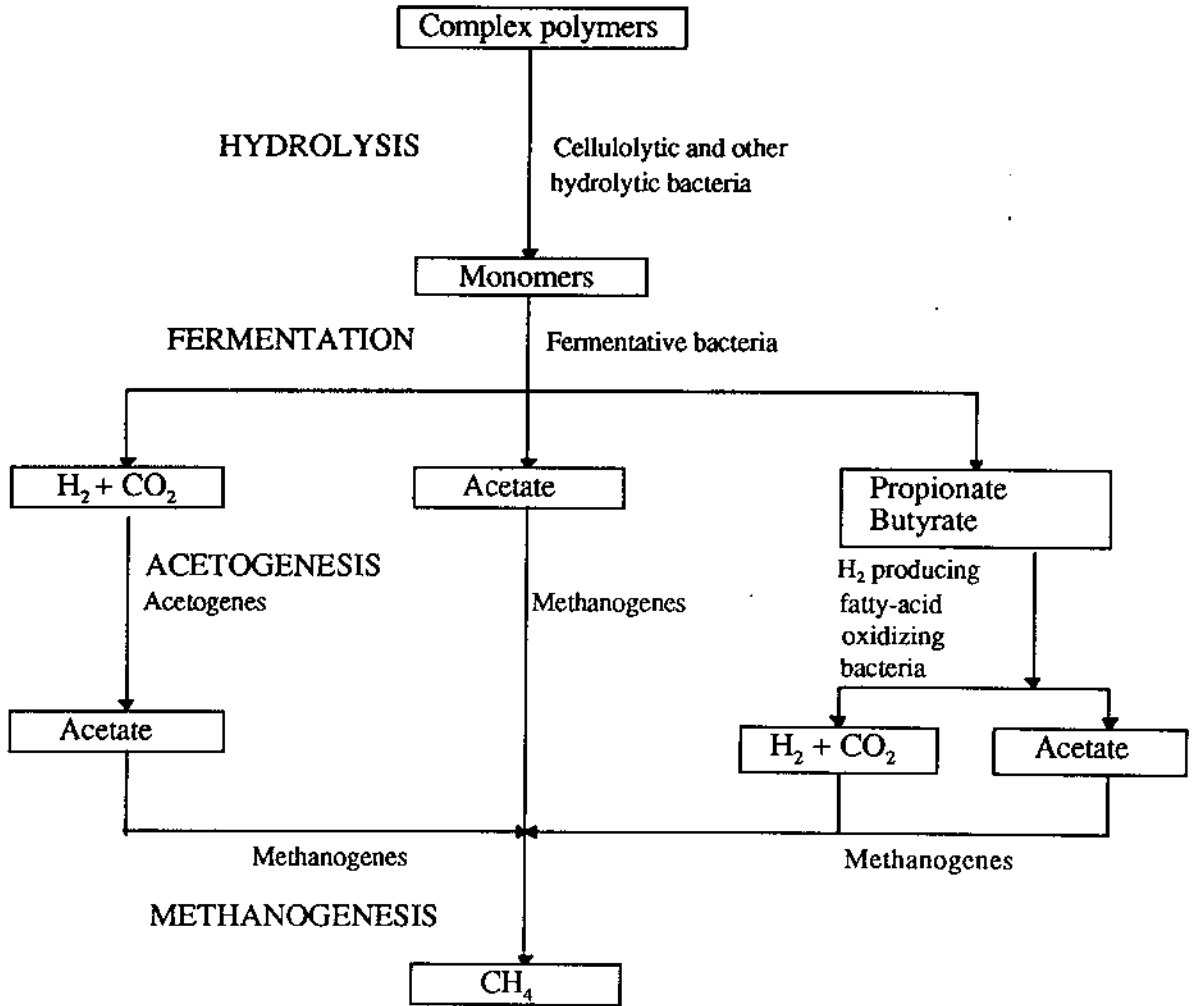 Complex polymers
HYDROLYSIS
Cellulolytic and other
hydrolytic bacteria
Monomers
FERMENTATION
Fermentative bacteria
H₂ + CO₂
Acetate
Propionate
Butyrate
ACETOGENESIS
Acetogenes
Methanogenes
H₂ producing
fatty-acid
oxidizing
bacteria
Acetate
H₂ + CO₂
Acetate
Methanogenes
Methanogenes
METHANOGENESIS
CH₄